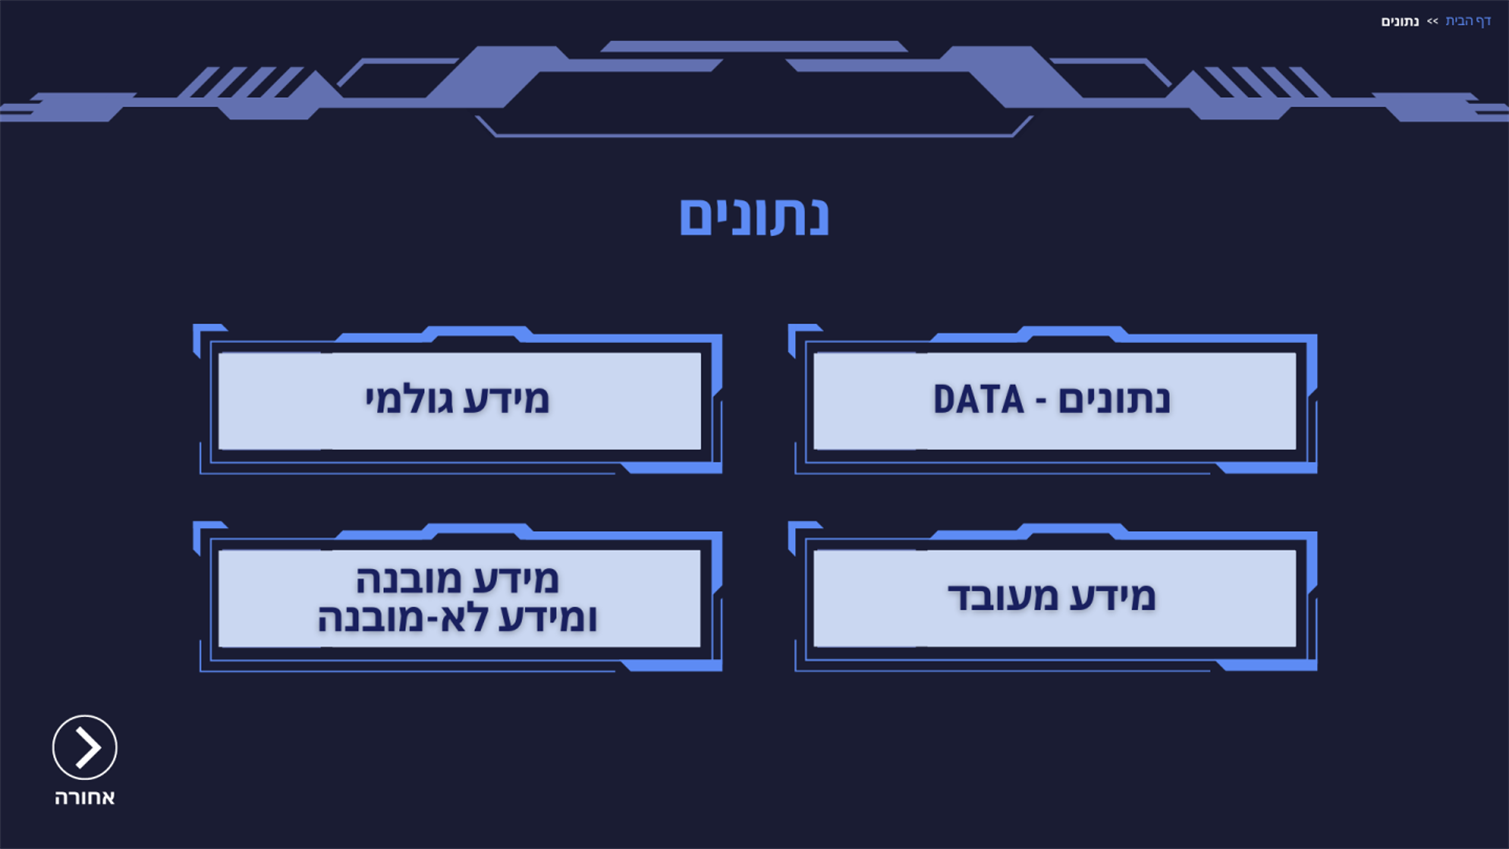 דף הבית >> נתונים
נתונים
נתונים - DATA
מידע גולמי
מידע מעובד
מידע מובנה
ומידע לא-מובנה
אחורה